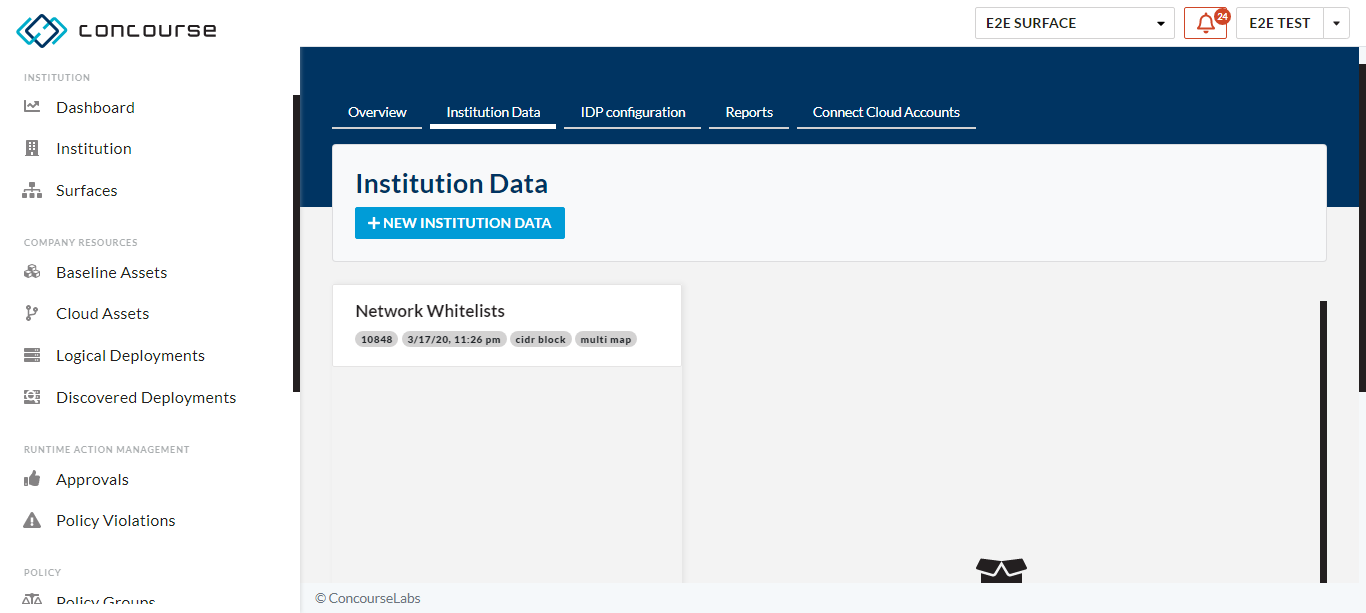 concourse
E2E SURFACE
24
E2E TEST
INSTITUTION
Dashboard
Institution
Surfaces
COMPANY RESOURCES
Baseline Assets
Cloud Assets
Logical Deployments
Discovered Deployments
RUNTIME ACTION MANAGEMENT
Approvals
Policy Violations
POLICY
Policy Groups
Overview
Institution Data
IDP configuration
Reports
Connect Cloud Accounts
Institution Data
+ NEW INSTITUTION DATA
Network Whitelists
10848 3/17/20, 11:26 pm cidr block multi map
© ConcourseLabs